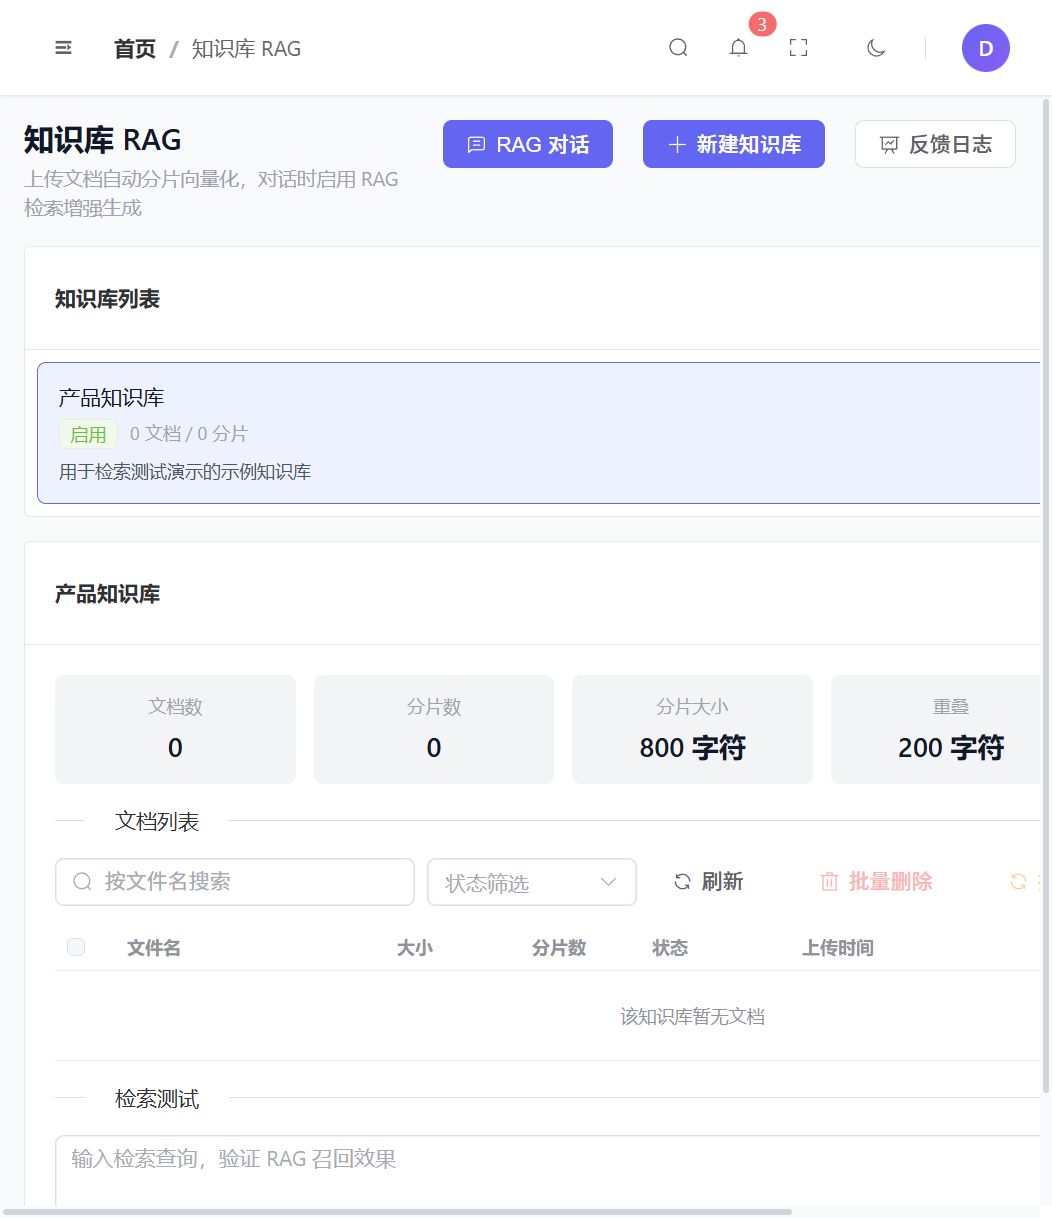 首页 / 知识库 RAG
3
D
知识库 RAG
RAG 对话
新建知识库
反馈日志
上传文档自动分片向量化，对话时启用 RAG
检索增强生成
知识库列表
产品知识库
启用 0 文档 / 0 分片
用于检索测试演示的示例知识库
产品知识库
文档数 分片数 分片大小 重叠
0 0 800 字符 200 字符
文档列表
按文件名搜索 状态筛选 刷新 批量删除
文件名 大小 分片数 状态 上传时间
该知识库暂无文档
检索测试
输入检索查询，验证 RAG 召回效果